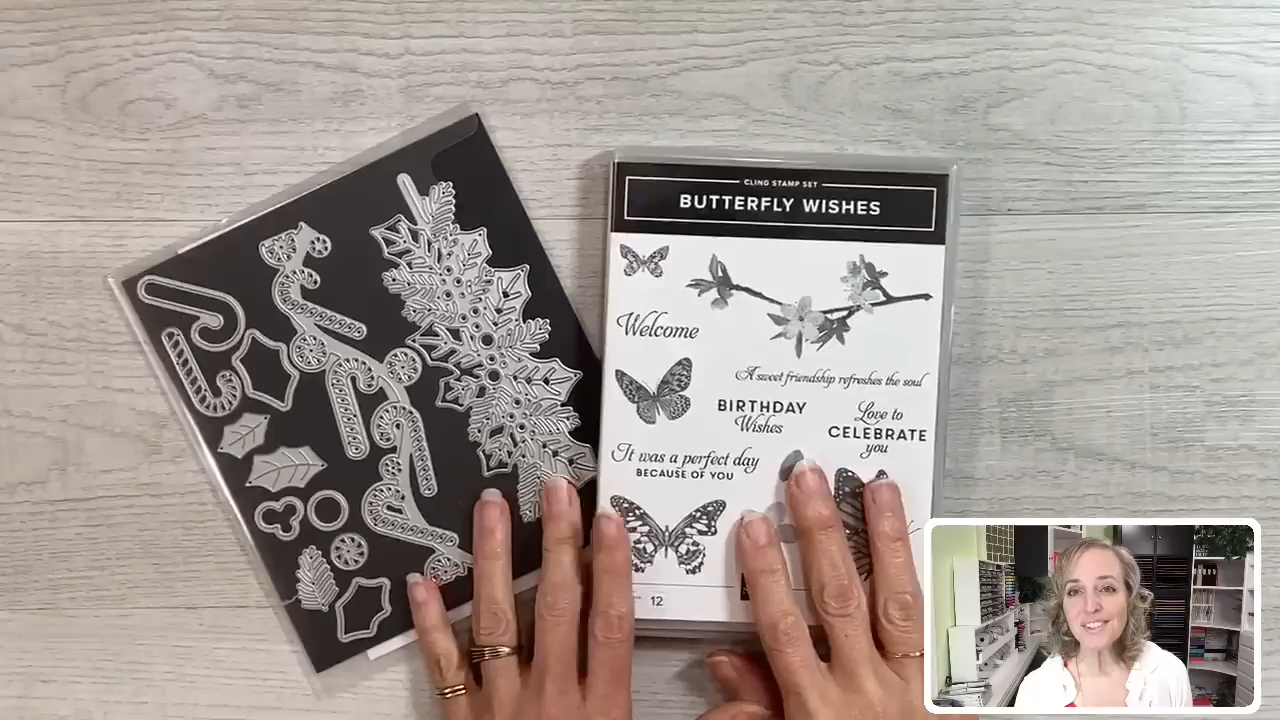 CLING STAMP SET
BUTTERFLY WISHES
Welcome
A sweet friendship refreshes the soul
BIRTHDAY
Wishes
Love to
CELEBRATE
you
It was a perfect day
BECAUSE OF YOU
12